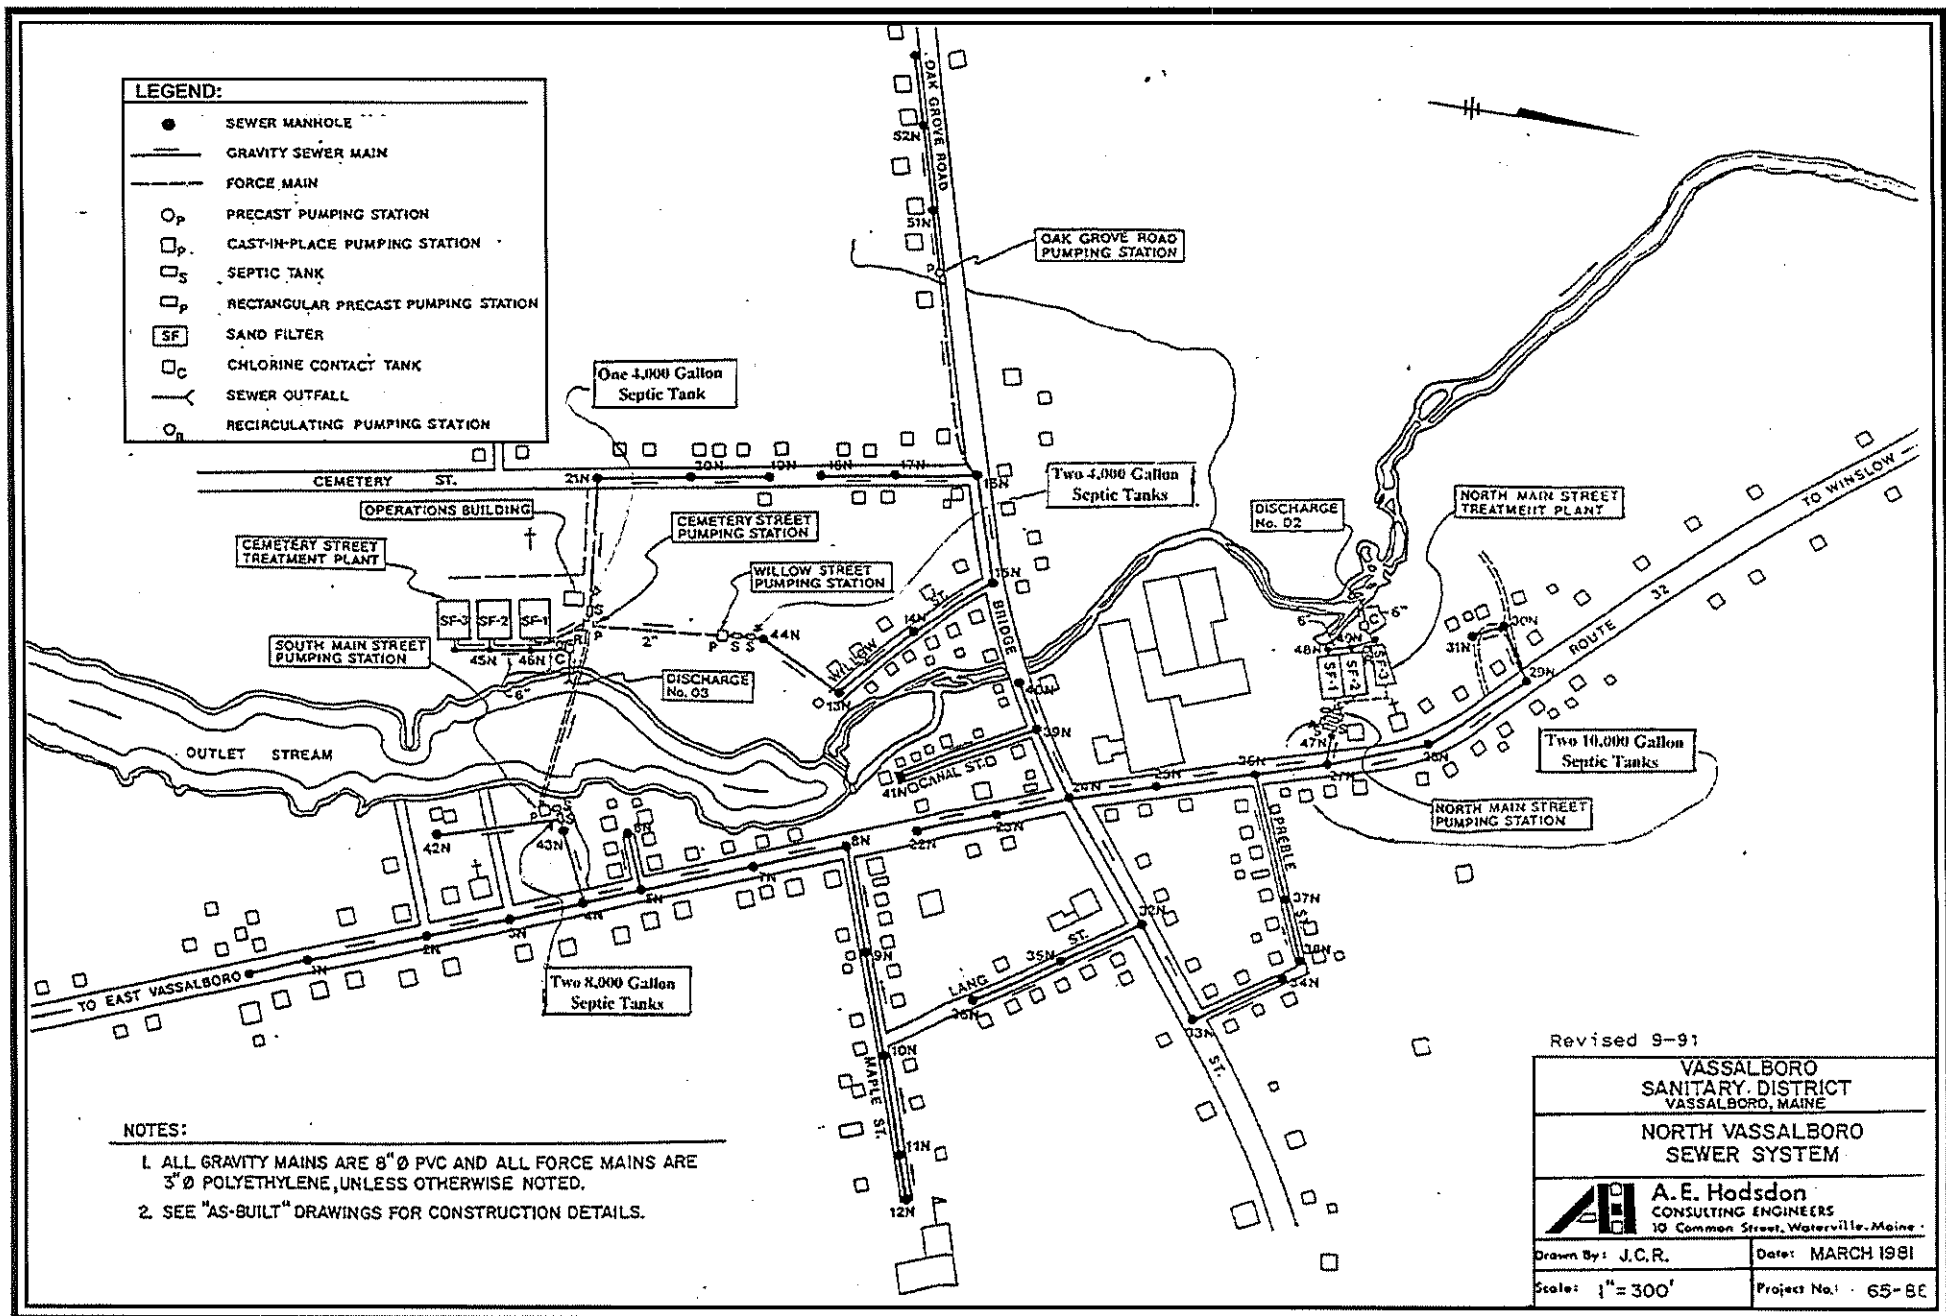 LEGEND:
SEWER MANHOLE
GRAVITY SEWER MAIN
FORCE MAIN
P
PRECAST PUMPING STATION
P
CAST-IN-PLACE PUMPING STATION
S
SEPTIC TANK
P
RECTANGULAR PRECAST PUMPING STATION
SF
SAND FILTER
C
CHLORINE CONTACT TANK
SEWER OUTFALL
RECIRCULATING PUMPING STATION
OAK GROVE ROAD
52N
51N
P
OAK GROVE ROAD
PUMPING STATION
One 4,000 Gallon
Septic Tank
CEMETERY ST.
21N
20N
19N
18N
17N
16N
Two 4,000 Gallon
Septic Tanks
OPERATIONS BUILDING
CEMETERY STREET
PUMPING STATION
CEMETERY STREET
TREATMENT PLANT
WILLOW STREET
PUMPING STATION
DISCHARGE
No. 02
NORTH MAIN STREET
TREATMENT PLANT
TO WINSLOW
ROUTE 32
SF-3
SF-2
SF-1
S
P
R
C
2"
P
S
S
44N
45N
46N
6"
SOUTH MAIN STREET
PUMPING STATION
DISCHARGE
No. 03
WILLOW ST.
13N
14N
15N
BRIDGE
40N
39N
6"
C
6"
48N
49N
SF-1
SF-2
SF-3
S
S
47N
31N
30N
29N
28N
27N
26N
25N
24N
23N
22N
OUTLET STREAM
41N
CANAL ST.
Two 10,000 Gallon
Septic Tanks
NORTH MAIN STREET
PUMPING STATION
P
S
S
42N
43N
6N
8N
7N
5N
4N
3N
2N
1N
TO EAST VASSALBORO
PREBLE
37N
ST.
38N
34N
32N
33N
ST.
LANG ST.
35N
36N
9N
10N
MAPLE ST.
11N
12N
Two 8,000 Gallon
Septic Tanks
NOTES:
1. ALL GRAVITY MAINS ARE 8"Ø PVC AND ALL FORCE MAINS ARE
3"Ø POLYETHYLENE, UNLESS OTHERWISE NOTED.
2. SEE "AS-BUILT" DRAWINGS FOR CONSTRUCTION DETAILS.
Revised 9-91
VASSALBORO
SANITARY DISTRICT
VASSALBORO, MAINE
NORTH VASSALBORO
SEWER SYSTEM
A.E. Hodsdon
CONSULTING ENGINEERS
10 Common Street, Waterville, Maine
Drawn By: J.C.R.
Date: MARCH 1981
Scale: 1"=300'
Project No.: 65-8E